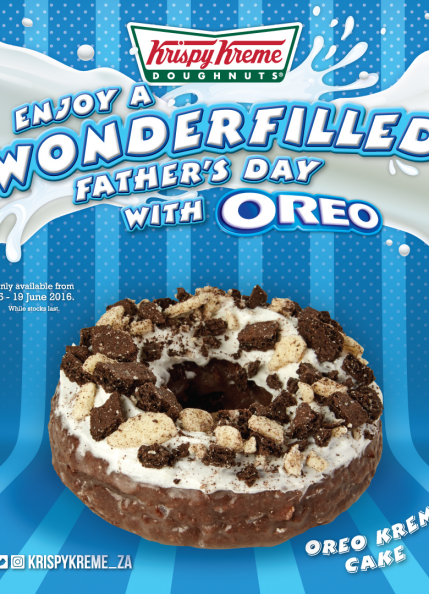 Krispy Kreme
DOUGHNUTS®
ENJOY A
WONDERFILLED
FATHER'S DAY
WITH OREO
nly available from
6 - 19 June 2016.
While stocks last.
OREO KREM
CAKE
KRISPYKREME_ZA